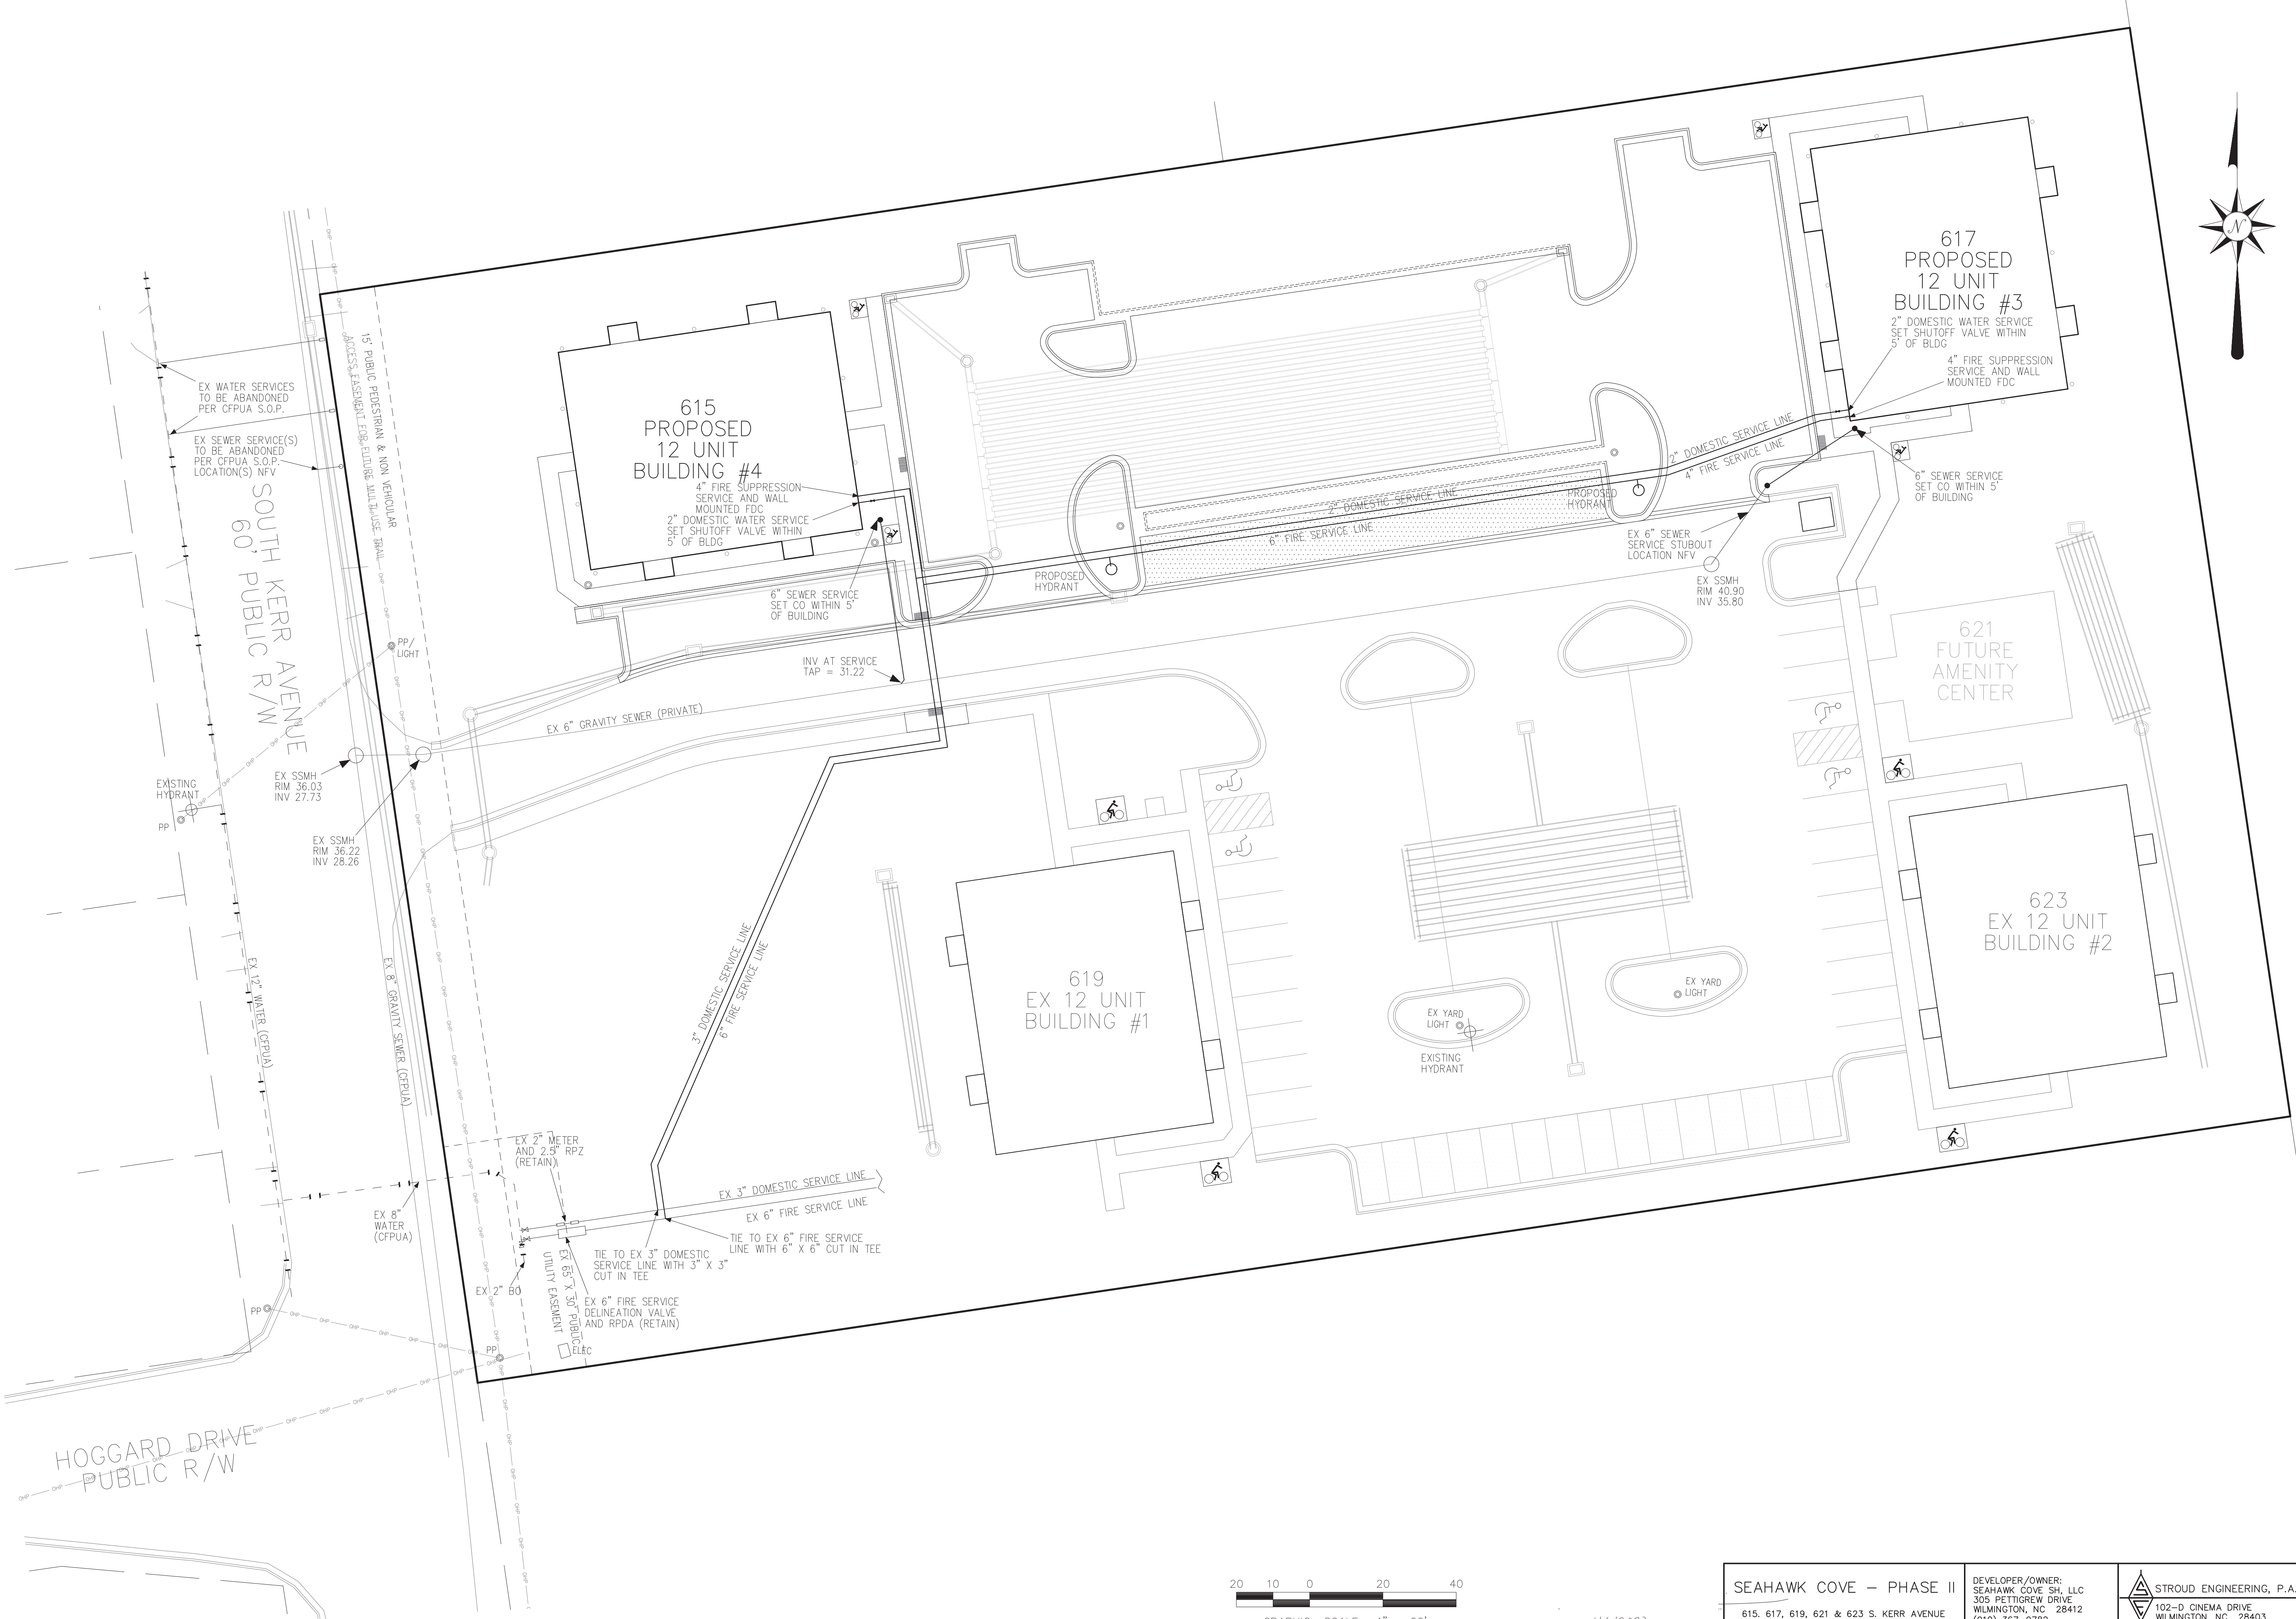 617
PROPOSED
12 UNIT
BUILDING #3
2" DOMESTIC WATER SERVICE
SET SHUTOFF VALVE WITHIN
5' OF BLDG
4" FIRE SUPPRESSION
SERVICE AND WALL
MOUNTED FDC
N
EX WATER SERVICES
TO BE ABANDONED
PER CFPUA S.O.P.
EX SEWER SERVICE(S)
TO BE ABANDONED
PER CFPUA S.O.P.
LOCATION(S) NFV
15' PUBLIC PEDESTRIAN & NON VEHICULAR
ACCESS EASEMENT FOR FUTURE MULTI-USE TRAIL
SOUTH KERR AVENUE
60' PUBLIC R/W
615
PROPOSED
12 UNIT
BUILDING #4
4" FIRE SUPPRESSION
SERVICE AND WALL
MOUNTED FDC
2" DOMESTIC WATER SERVICE
SET SHUTOFF VALVE WITHIN
5' OF BLDG
2" DOMESTIC SERVICE LINE
4" FIRE SERVICE LINE
2" DOMESTIC SERVICE LINE
6" FIRE SERVICE LINE
PROPOSED
HYDRANT
6" SEWER SERVICE
SET CO WITHIN 5'
OF BUILDING
EX 6" SEWER
SERVICE STUBOUT
LOCATION NFV
EX SSMH
RIM 40.90
INV 35.80
PROPOSED
HYDRANT
6" SEWER SERVICE
SET CO WITHIN 5'
OF BUILDING
INV AT SERVICE
TAP = 31.22
PP/
LIGHT
EX 6" GRAVITY SEWER (PRIVATE)
621
FUTURE
AMENITY
CENTER
EXISTING
HYDRANT
PP
EX SSMH
RIM 36.03
INV 27.73
EX SSMH
RIM 36.22
INV 28.26
EX 12" WATER (CFPUA)
EX 8" GRAVITY SEWER (CFPUA)
3" DOMESTIC SERVICE LINE
6" FIRE SERVICE LINE
619
EX 12 UNIT
BUILDING #1
623
EX 12 UNIT
BUILDING #2
EX YARD
LIGHT
EX YARD
LIGHT
EXISTING
HYDRANT
EX 2" METER
AND 2.5" RPZ
(RETAIN)
EX 3" DOMESTIC SERVICE LINE
EX 6" FIRE SERVICE LINE
EX 8"
WATER
(CFPUA)
TIE TO EX 6" FIRE SERVICE
LINE WITH 6" X 6" CUT IN TEE
TIE TO EX 3" DOMESTIC
SERVICE LINE WITH 3" X 3"
CUT IN TEE
EX 2" BO
EX 65' X 30' PUBLIC
UTILITY EASEMENT
EX 6" FIRE SERVICE
DELINEATION VALVE
AND RPDA (RETAIN)
ELEC
PP
PP
OHP
HOGGARD DRIVE
PUBLIC R/W
20 10 0 20 40
SEAHAWK COVE – PHASE II
615, 617, 619, 621 & 623 S. KERR AVENUE
DEVELOPER/OWNER:
SEAHAWK COVE SH, LLC
305 PETTIGREW DRIVE
WILMINGTON, NC 28412
STROUD ENGINEERING, P.A.
102–D CINEMA DRIVE
WILMINGTON, NC 28403